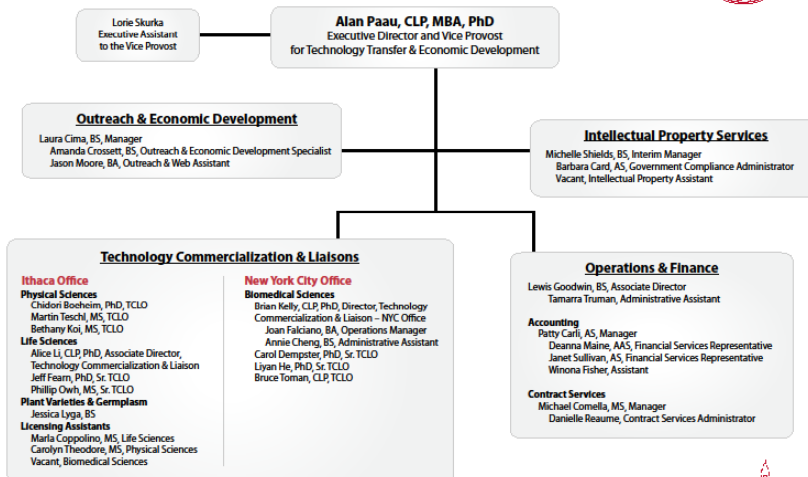 Lorie Skurka
Executive Assistant
to the Vice Provost
Alan Paau, CLP, MBA, PhD
Executive Director and Vice Provost
for Technology Transfer & Economic Development
Outreach & Economic Development
Laura Cima, BS, Manager
Amanda Crossett, BS, Outreach & Economic Development Specialist
Jason Moore, BA, Outreach & Web Assistant
Intellectual Property Services
Michelle Shields, BS, Interim Manager
Barbara Card, AS, Government Compliance Administrator
Vacant, Intellectual Property Assistant
Technology Commercialization & Liaisons
Ithaca Office
Physical Sciences
Chidori Boeheim, PhD, TCLO
Martin Teschl, MS, TCLO
Bethany Koi, MS, TCLO
Life Sciences
Alice Li, CLP, PhD, Associate Director,
Technology Commercialization & Liaison
Jeff Fearn, PhD, Sr. TCLO
Phillip Owh, MS, Sr. TCLO
Plant Varieties & Germplasm
Jessica Lyga, BS
Licensing Assistants
Marla Coppolino, MS, Life Sciences
Carolyn Theodore, MS, Physical Sciences
Vacant, Biomedical Sciences
New York City Office
Biomedical Sciences
Brian Kelly, CLP, PhD, Director, Technology
Commercialization & Liaison – NYC Office
Joan Falciano, BA, Operations Manager
Annie Cheng, BS, Administrative Assistant
Carol Dempster, PhD, Sr. TCLO
Liyan He, PhD, Sr. TCLO
Bruce Toman, CLP, TCLO
Operations & Finance
Lewis Goodwin, BS, Associate Director
Tamarra Truman, Administrative Assistant
Accounting
Patty Carli, AS, Manager
Deanna Maine, AAS, Financial Services Representative
Janet Sullivan, AS, Financial Services Representative
Winona Fisher, Assistant
Contract Services
Michael Comella, MS, Manager
Danielle Reaume, Contract Services Administrator